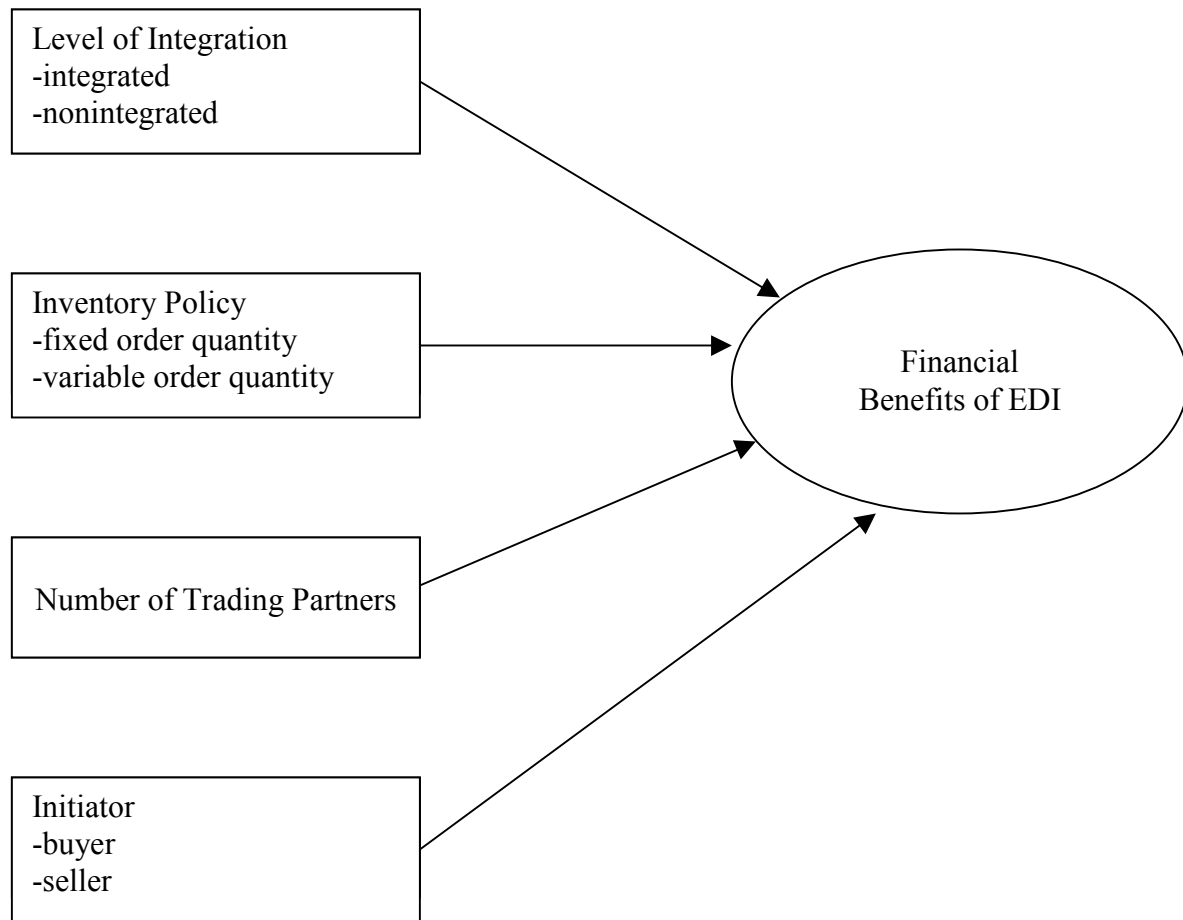 Level of Integration
-integrated
-nonintegrated
Inventory Policy
-fixed order quantity
-variable order quantity
Financial
Benefits of EDI
Number of Trading Partners
Initiator
-buyer
-seller